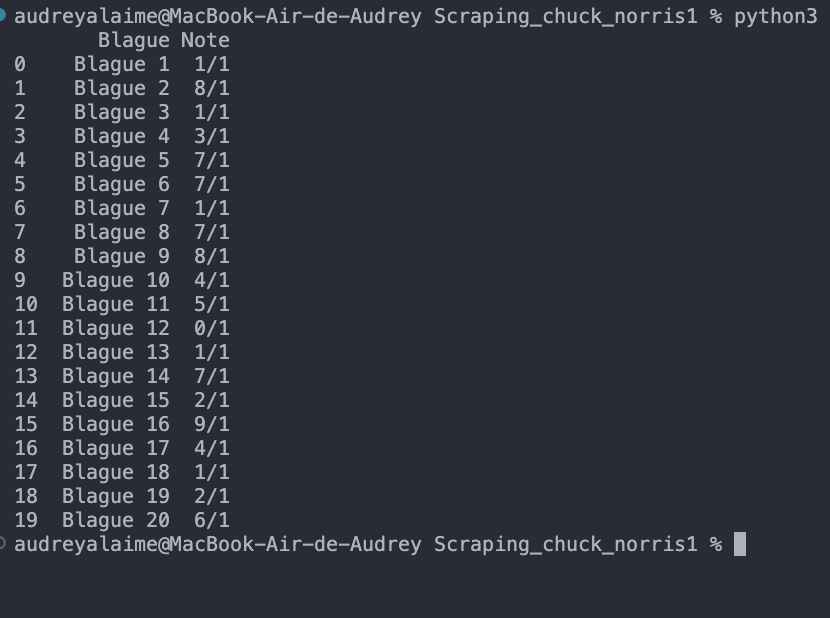 audreyalaime@MacBook-Air-de-Audrey Scraping_chuck_norris1 % python3
Blague Note
0 Blague 1 1/1
1 Blague 2 8/1
2 Blague 3 1/1
3 Blague 4 3/1
4 Blague 5 7/1
5 Blague 6 7/1
6 Blague 7 1/1
7 Blague 8 7/1
8 Blague 9 8/1
9 Blague 10 4/1
10 Blague 11 5/1
11 Blague 12 0/1
12 Blague 13 1/1
13 Blague 14 7/1
14 Blague 15 2/1
15 Blague 16 9/1
16 Blague 17 4/1
17 Blague 18 1/1
18 Blague 19 2/1
19 Blague 20 6/1
audreyalaime@MacBook-Air-de-Audrey Scraping_chuck_norris1 %